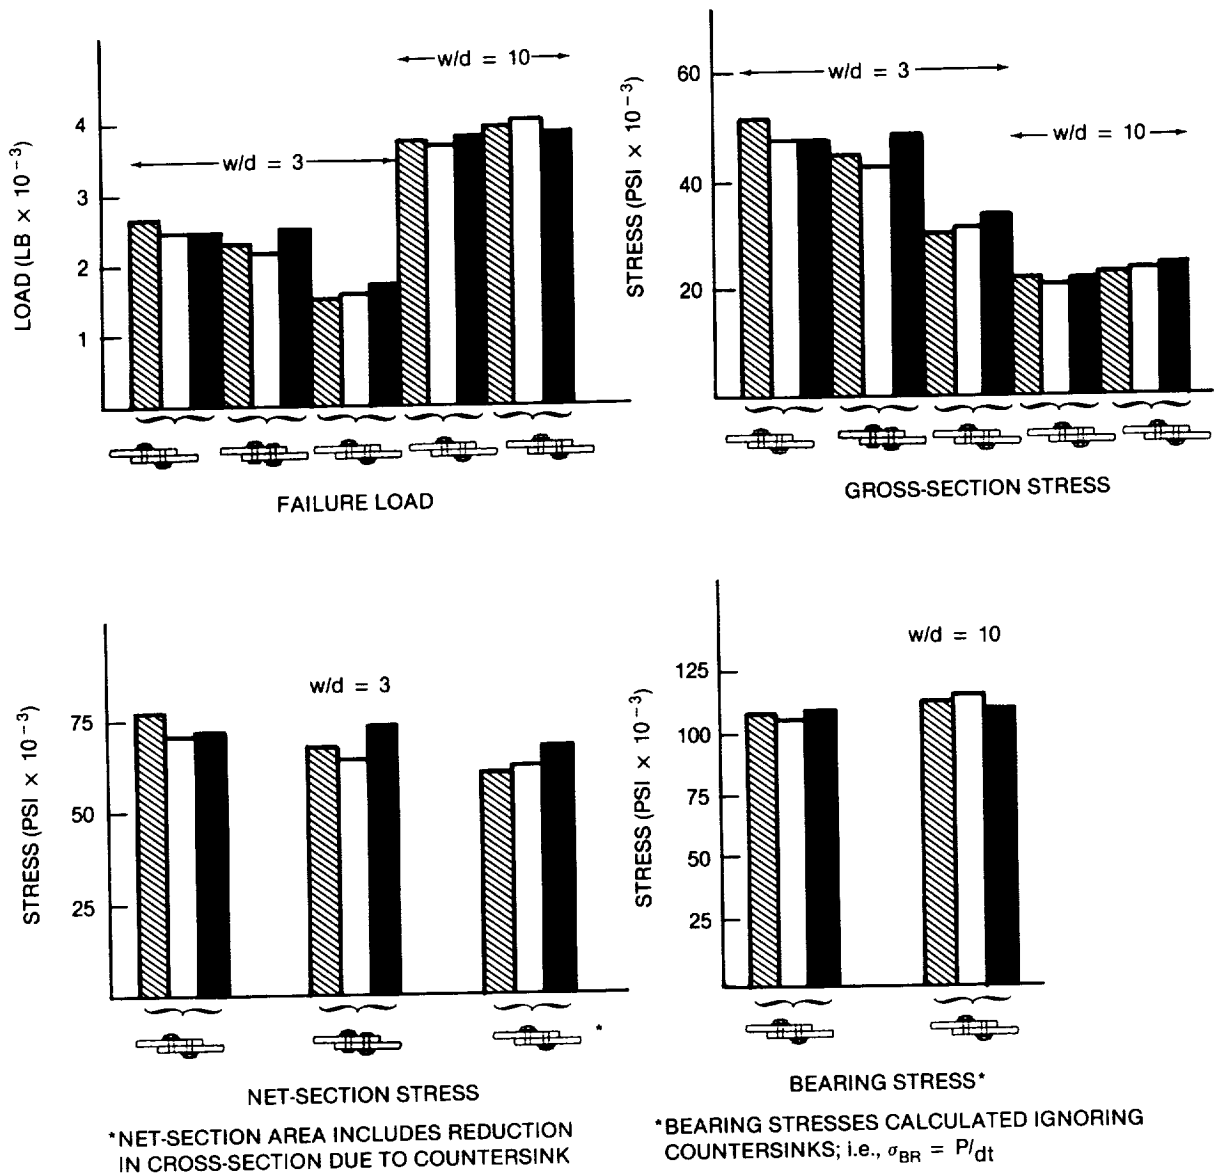 w/d = 10
w/d = 3
4
3
2
1
LOAD (LB × 10⁻³)
FAILURE LOAD
w/d = 3
w/d = 10
60
40
20
STRESS (PSI × 10⁻³)
GROSS-SECTION STRESS
w/d = 3
75
50
25
STRESS (PSI × 10⁻³)
*
NET-SECTION STRESS
*NET-SECTION AREA INCLUDES REDUCTION
IN CROSS-SECTION DUE TO COUNTERSINK
w/d = 10
125
100
75
50
25
STRESS (PSI × 10⁻³)
BEARING STRESS*
*BEARING STRESSES CALCULATED IGNORING
COUNTERSINKS; i.e., σBR = P/dt